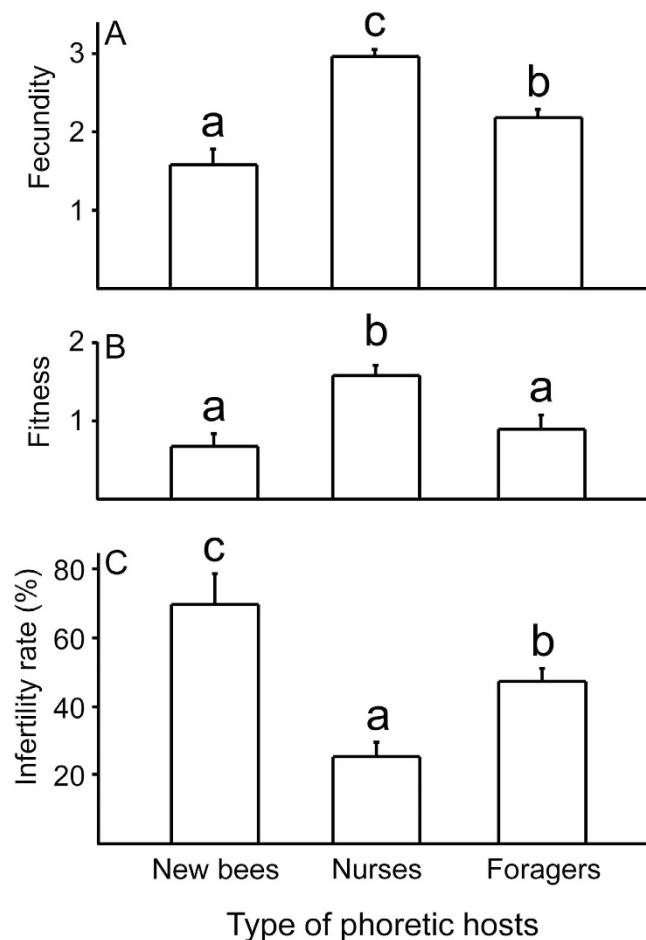 A
Fecundity
3
2
1
a
c
b
B
Fitness
2
1
a
b
a
C
Infertility rate (%)
80
60
40
20
c
a
b
New bees Nurses Foragers
Type of phoretic hosts